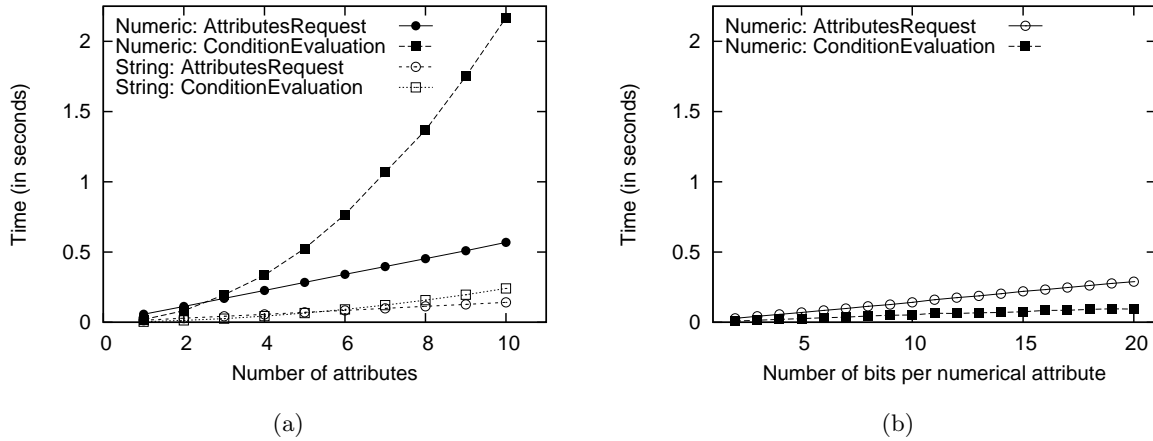 Time (in seconds)
2
1.5
1
0.5
0
Numeric: AttributesRequest
Numeric: ConditionEvaluation
String: AttributesRequest
String: ConditionEvaluation
0 2 4 6 8 10
Number of attributes
(a)
Time (in seconds)
2
1.5
1
0.5
0
Numeric: AttributesRequest
Numeric: ConditionEvaluation
5 10 15 20
Number of bits per numerical attribute
(b)